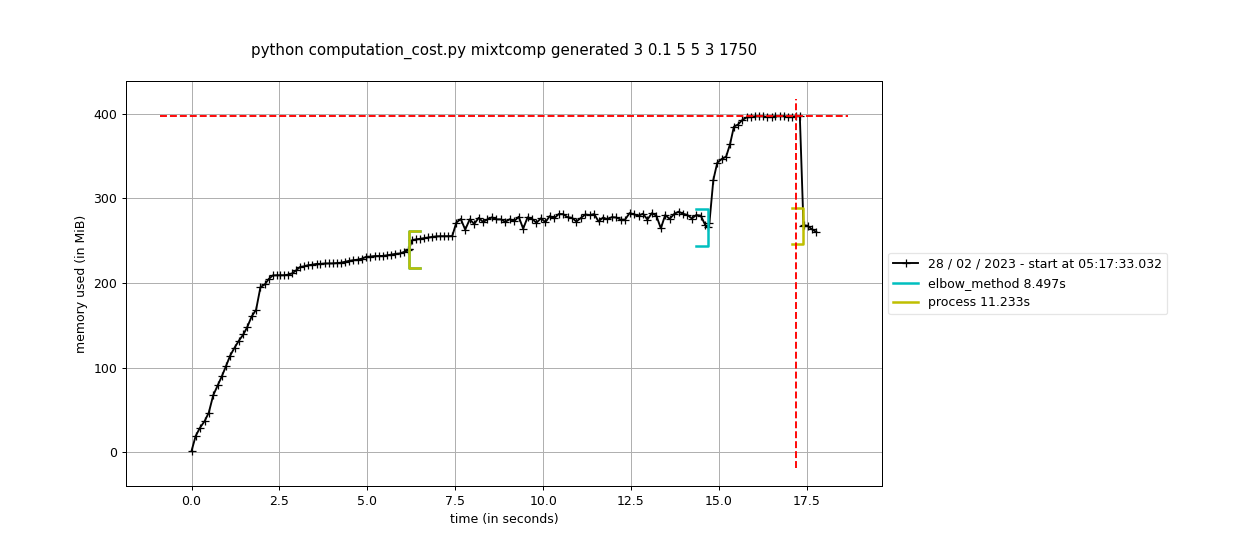 python computation_cost.py mixtcomp generated 3 0.1 5 5 3 1750
memory used (in MiB)
400
300
200
100
0
0.0 2.5 5.0 7.5 10.0 12.5 15.0 17.5
time (in seconds)
28 / 02 / 2023 - start at 05:17:33.032
elbow_method 8.497s
process 11.233s